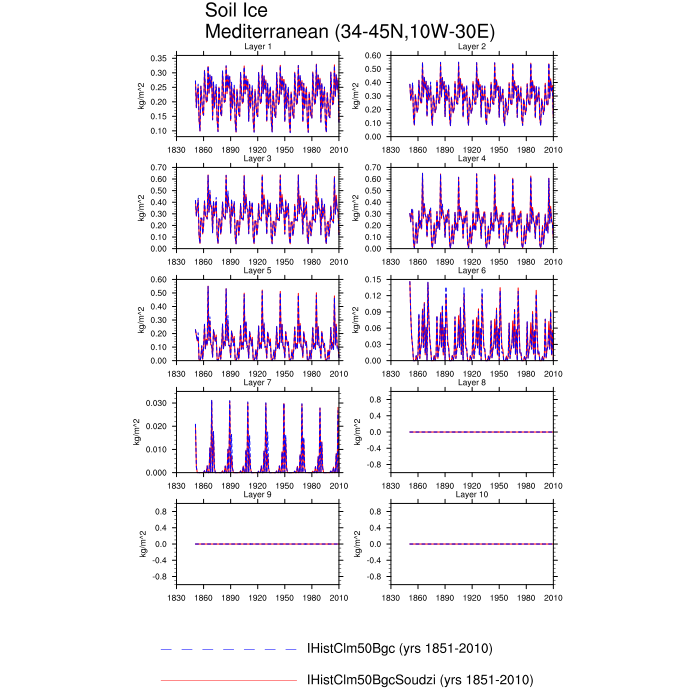 Soil Ice
Mediterranean (34-45N,10W-30E)
Layer 1
kg/m^2
0.35
0.30
0.25
0.20
0.15
0.10
1830 1860 1890 1920 1950 1980 2010
Layer 2
kg/m^2
0.60
0.50
0.40
0.30
0.20
0.10
0.00
1830 1860 1890 1920 1950 1980 2010
Layer 3
kg/m^2
0.70
0.60
0.50
0.40
0.30
0.20
0.10
0.00
1830 1860 1890 1920 1950 1980 2010
Layer 4
kg/m^2
0.70
0.60
0.50
0.40
0.30
0.20
0.10
0.00
1830 1860 1890 1920 1950 1980 2010
Layer 5
kg/m^2
0.60
0.50
0.40
0.30
0.20
0.10
0.00
1830 1860 1890 1920 1950 1980 2010
Layer 6
kg/m^2
0.15
0.12
0.09
0.06
0.03
0.00
1830 1860 1890 1920 1950 1980 2010
Layer 7
kg/m^2
0.030
0.020
0.010
0.000
1830 1860 1890 1920 1950 1980 2010
Layer 8
kg/m^2
0.8
0.4
0.0
-0.4
-0.8
1830 1860 1890 1920 1950 1980 2010
Layer 9
kg/m^2
0.8
0.4
0.0
-0.4
-0.8
1830 1860 1890 1920 1950 1980 2010
Layer 10
kg/m^2
0.8
0.4
0.0
-0.4
-0.8
1830 1860 1890 1920 1950 1980 2010
IHistClm50Bgc (yrs 1851-2010)
IHistClm50BgcSoudzi (yrs 1851-2010)